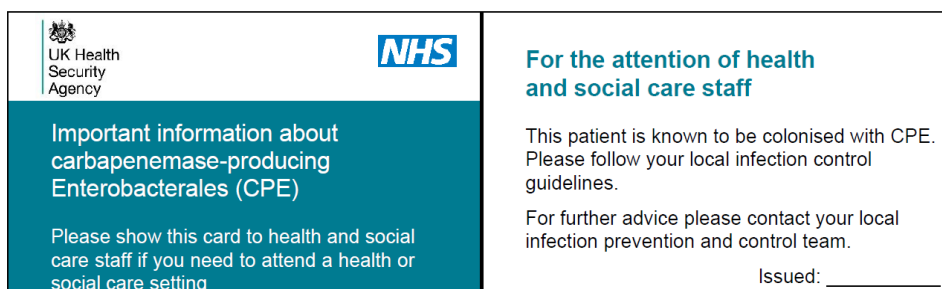 UK Health
Security
Agency
NHS
Important information about
carbapenemase-producing
Enterobacterales (CPE)
Please show this card to health and social
care staff if you need to attend a health or
social care setting
For the attention of health
and social care staff
This patient is known to be colonised with CPE.
Please follow your local infection control
guidelines.
For further advice please contact your local
infection prevention and control team.
Issued: